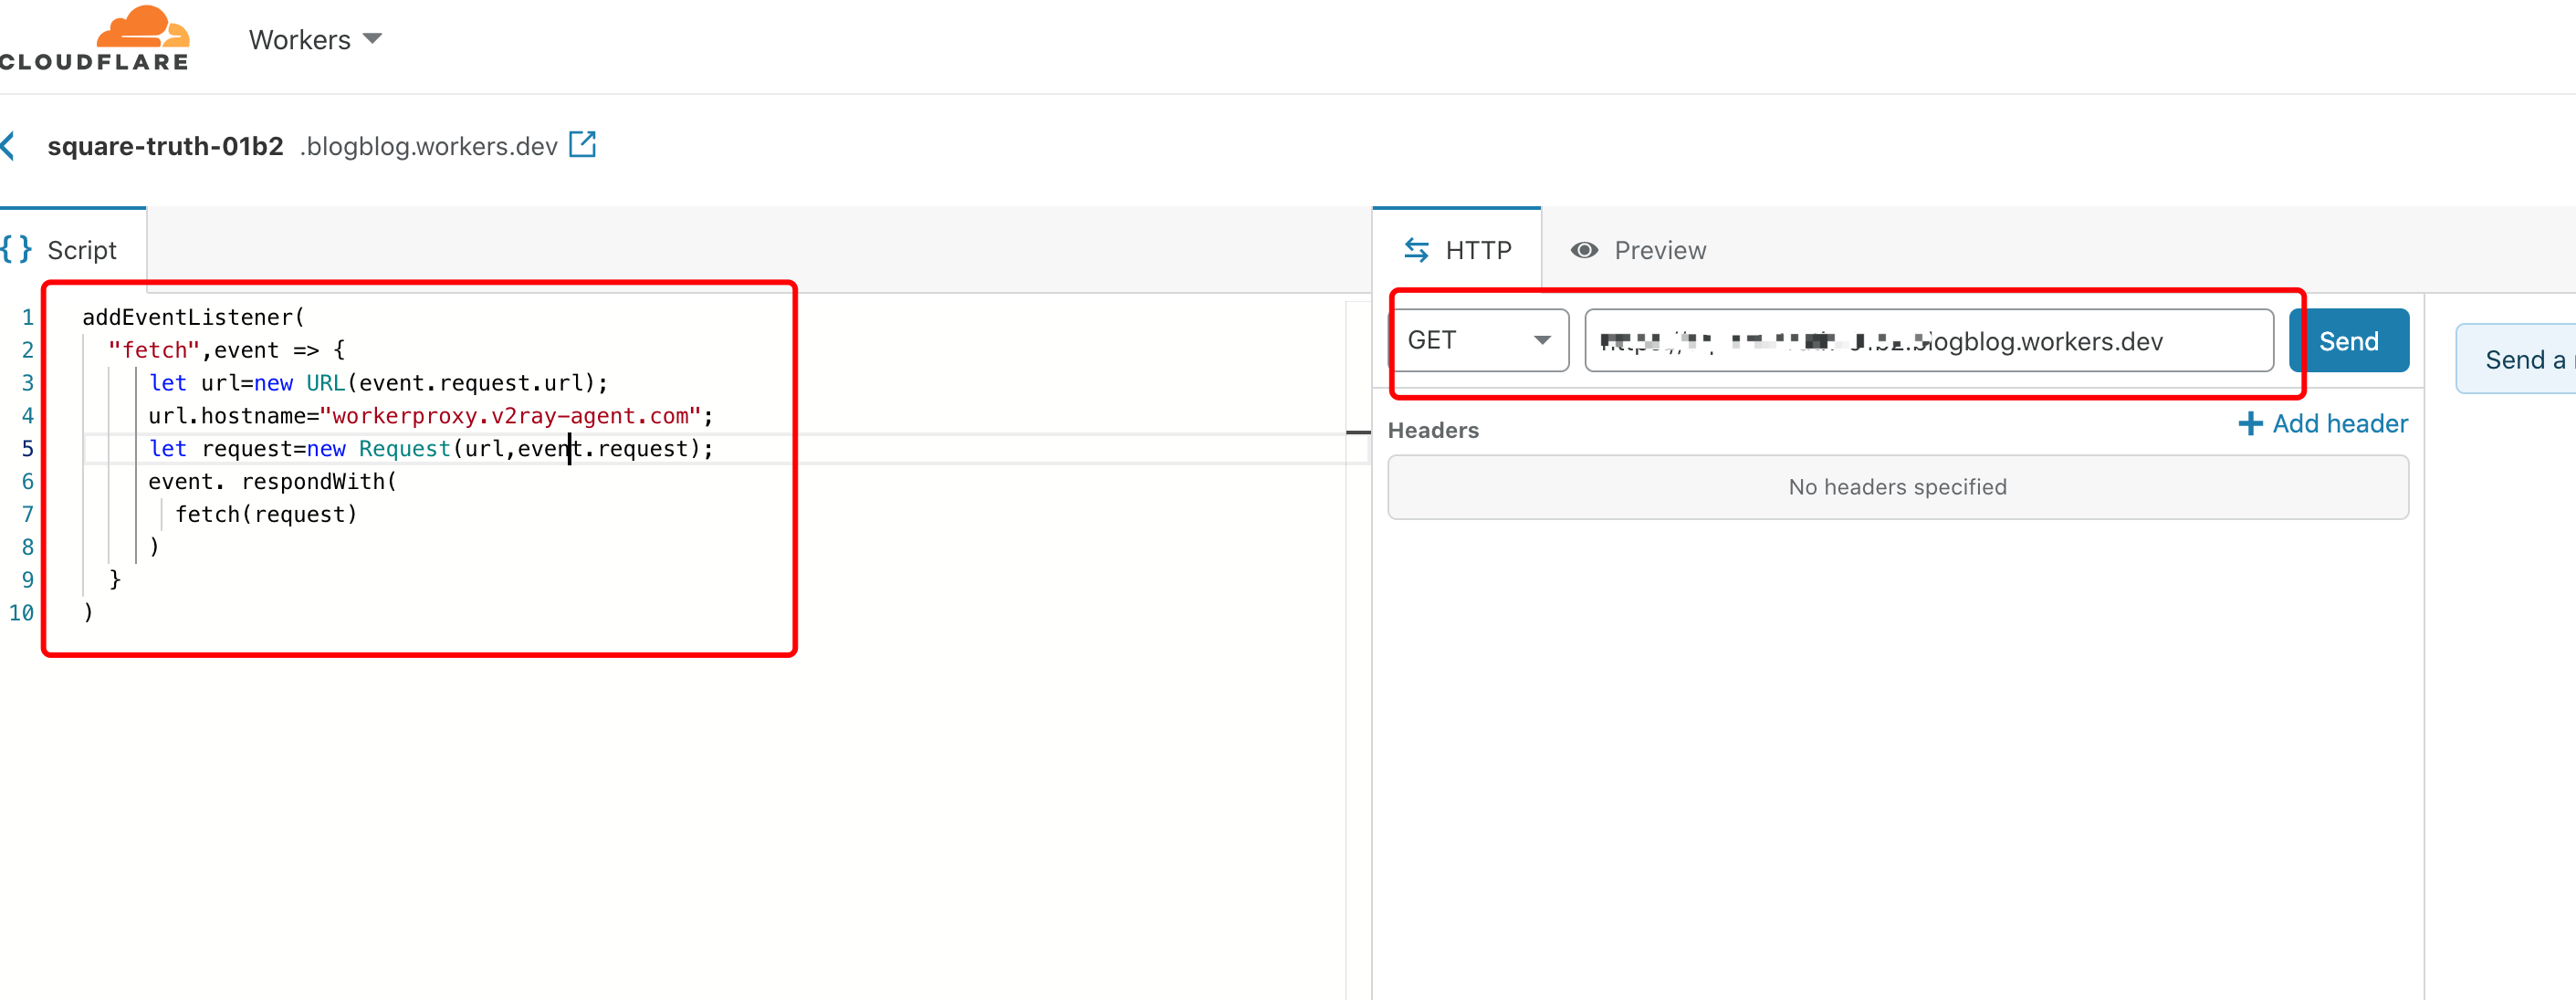 CLOUDFLARE
Workers
square-truth-01b2 .blogblog.workers.dev
{} Script
HTTP
Preview
1 addEventListener(
2 "fetch",event => {
3 let url=new URL(event.request.url);
4 url.hostname="workerproxy.v2ray-agent.com";
5 let request=new Request(url,event.request);
6 event. respondWith(
7 fetch(request)
8 )
9 }
10 )
GET
blogblog.workers.dev
Send
Send a
Headers
Add header
No headers specified